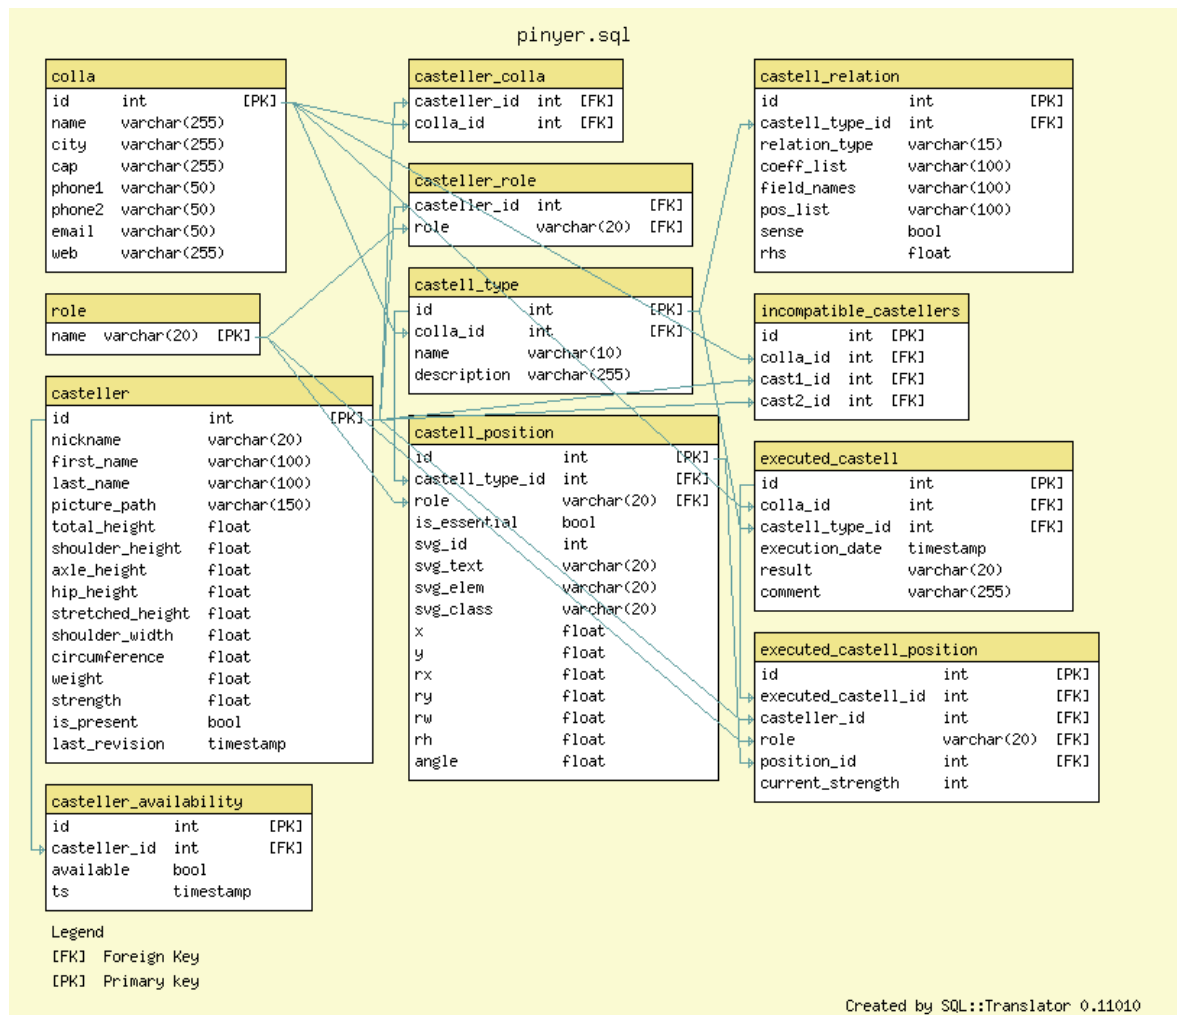 pinyer.sql
colla
id int [PK]
name varchar(255)
city varchar(255)
cap varchar(255)
phone1 varchar(50)
phone2 varchar(50)
email varchar(50)
web varchar(255)
role
name varchar(20) [PK]
casteller
id int [PK]
nickname varchar(20)
first_name varchar(100)
last_name varchar(100)
picture_path varchar(150)
total_height float
shoulder_height float
axle_height float
hip_height float
stretched_height float
shoulder_width float
circumference float
weight float
strength float
is_present bool
last_revision timestamp
casteller_availability
id int [PK]
casteller_id int [FK]
available bool
ts timestamp
casteller_colla
casteller_id int [FK]
colla_id int [FK]
casteller_role
casteller_id int [FK]
role varchar(20) [FK]
castell_type
id int [PK]
colla_id int [FK]
name varchar(10)
description varchar(255)
castell_position
id int [PK]
castell_type_id int [FK]
role varchar(20) [FK]
is_essential bool
svg_id int
svg_text varchar(20)
svg_elem varchar(20)
svg_class varchar(20)
x float
y float
rx float
ry float
rw float
rh float
angle float
castell_relation
id int [PK]
castell_type_id int [FK]
relation_type varchar(15)
coeff_list varchar(100)
field_names varchar(100)
pos_list varchar(100)
sense bool
rhs float
incompatible_castellers
id int [PK]
colla_id int [FK]
cast1_id int [FK]
cast2_id int [FK]
executed_castell
id int [PK]
colla_id int [FK]
castell_type_id int [FK]
execution_date timestamp
result varchar(20)
comment varchar(255)
executed_castell_position
id int [PK]
executed_castell_id int [FK]
casteller_id int [FK]
role varchar(20) [FK]
position_id int [FK]
current_strength int
Legend
[FK] Foreign Key
[PK] Primary key
Created by SQL::Translator 0.11010